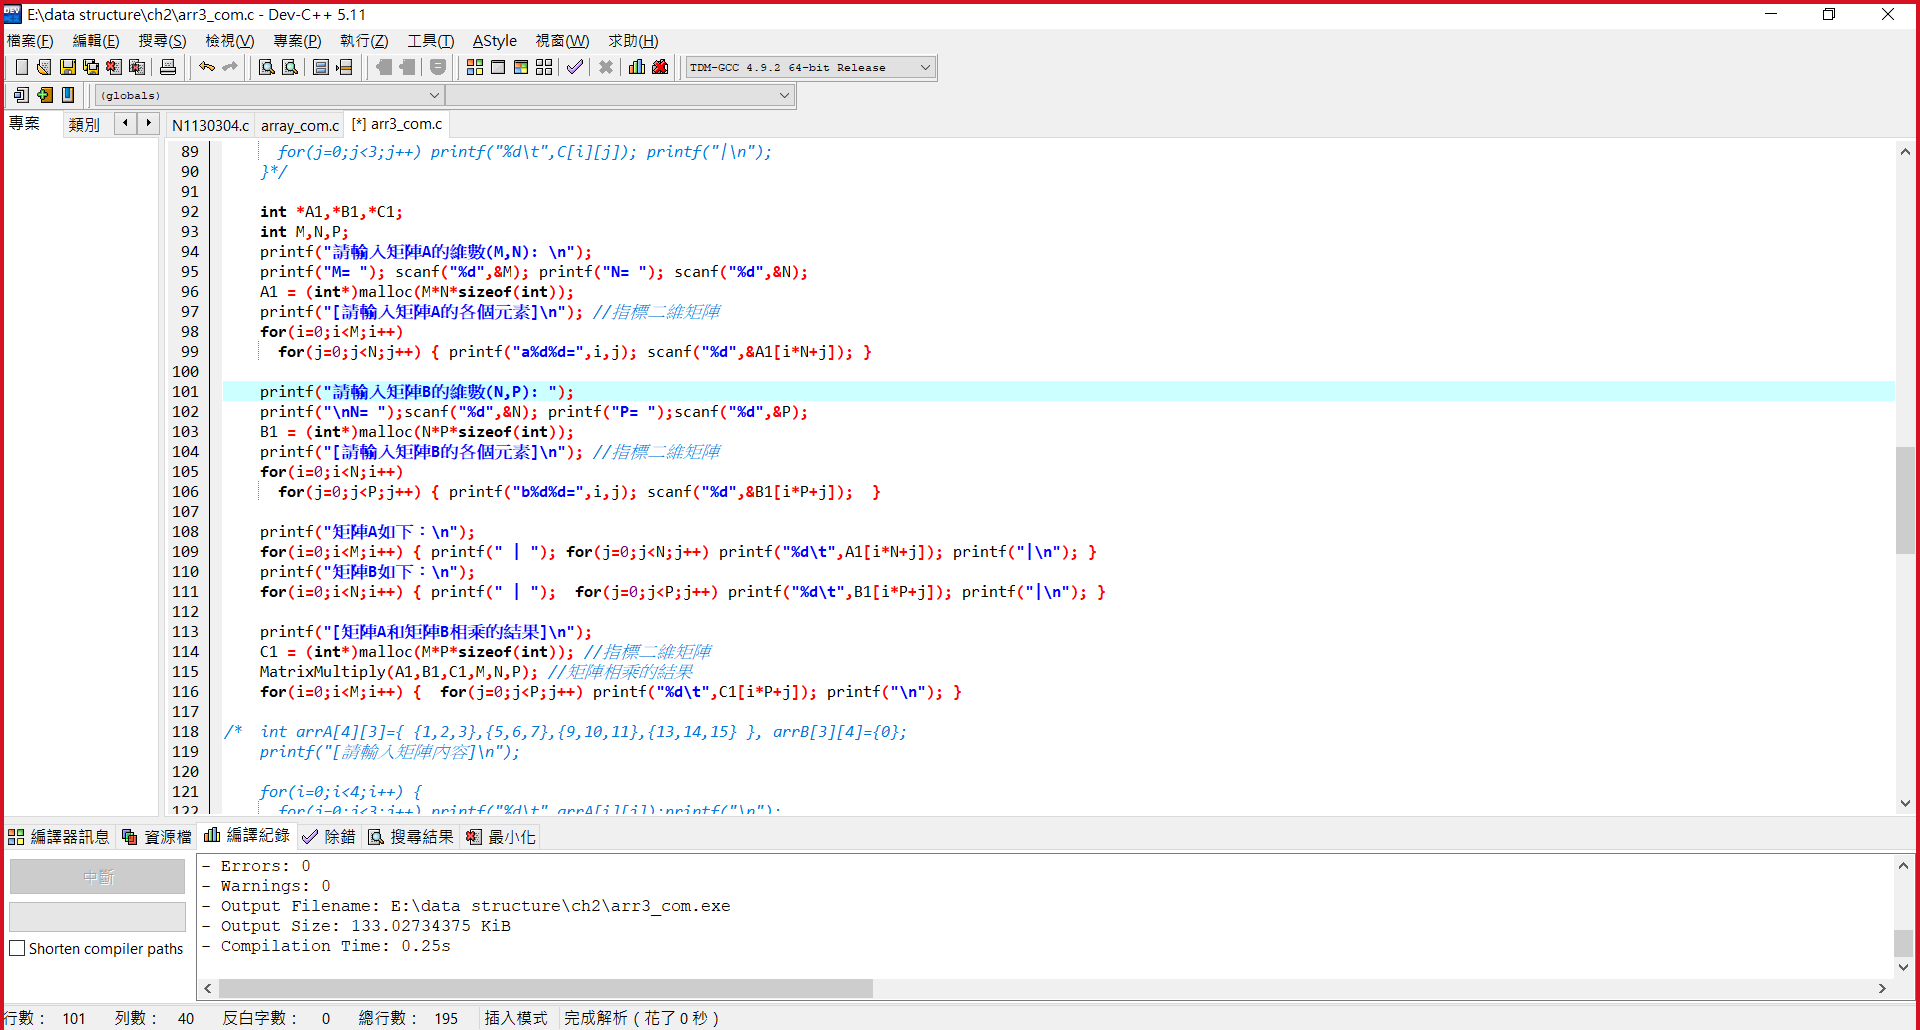 E:\data structure\ch2\arr3_com.c - Dev-C++ 5.11
檔案(F) 編輯(E) 搜尋(S) 檢視(V) 專案(P) 執行(Z) 工具(T) AStyle 視窗(W) 求助(H)
TDM-GCC 4.9.2 64-bit Release
(globals)
專案 類別 N1130304.c array_com.c [*] arr3_com.c
89 for(j=0;j<3;j++) printf("%d\t",C[i][j]); printf("|\n");
90 }*/
91
92 int *A1,*B1,*C1;
93 int M,N,P;
94 printf("請輸入矩陣A的維數(M,N): \n");
95 printf("M= "); scanf("%d",&M); printf("N= "); scanf("%d",&N);
96 A1 = (int*)malloc(M*N*sizeof(int));
97 printf("[請輸入矩陣A的各個元素]\n"); //指標二維矩陣
98 for(i=0;i<M;i++)
99 for(j=0;j<N;j++) { printf("a%d%d=",i,j); scanf("%d",&A1[i*N+j]); }
100
101 printf("請輸入矩陣B的維數(N,P): ");
102 printf("\nN= ");scanf("%d",&N); printf("P= ");scanf("%d",&P);
103 B1 = (int*)malloc(N*P*sizeof(int));
104 printf("[請輸入矩陣B的各個元素]\n"); //指標二維矩陣
105 for(i=0;i<N;i++)
106 for(j=0;j<P;j++) { printf("b%d%d=",i,j); scanf("%d",&B1[i*P+j]);  }
107
108 printf("矩陣A如下：\n");
109 for(i=0;i<M;i++) { printf(" | "); for(j=0;j<N;j++) printf("%d\t",A1[i*N+j]); printf("|\n"); }
110 printf("矩陣B如下：\n");
111 for(i=0;i<N;i++) { printf(" | ");  for(j=0;j<P;j++) printf("%d\t",B1[i*P+j]); printf("|\n"); }
112
113 printf("[矩陣A和矩陣B相乘的結果]\n");
114 C1 = (int*)malloc(M*P*sizeof(int)); //指標二維矩陣
115 MatrixMultiply(A1,B1,C1,M,N,P); //矩陣相乘的結果
116 for(i=0;i<M;i++) {  for(j=0;j<P;j++) printf("%d\t",C1[i*P+j]); printf("\n"); }
117
118 /*  int arrA[4][3]={ {1,2,3},{5,6,7},{9,10,11},{13,14,15} }, arrB[3][4]={0};
119 printf("[請輸入矩陣內容]\n");
120
121 for(i=0;i<4;i++) {
122 for(j=0;j<3;j++) printf("%d\t",arrA[i][j]);printf("\n");
編譯器訊息 資源檔 編譯紀錄 除錯 搜尋結果 最小化
中斷
Shorten compiler paths
- Errors: 0
- Warnings: 0
- Output Filename: E:\data structure\ch2\arr3_com.exe
- Output Size: 133.02734375 KiB
- Compilation Time: 0.25s
行數： 101 列數： 40 反白字數： 0 總行數： 195 插入模式 完成解析 ( 花了 0 秒 )